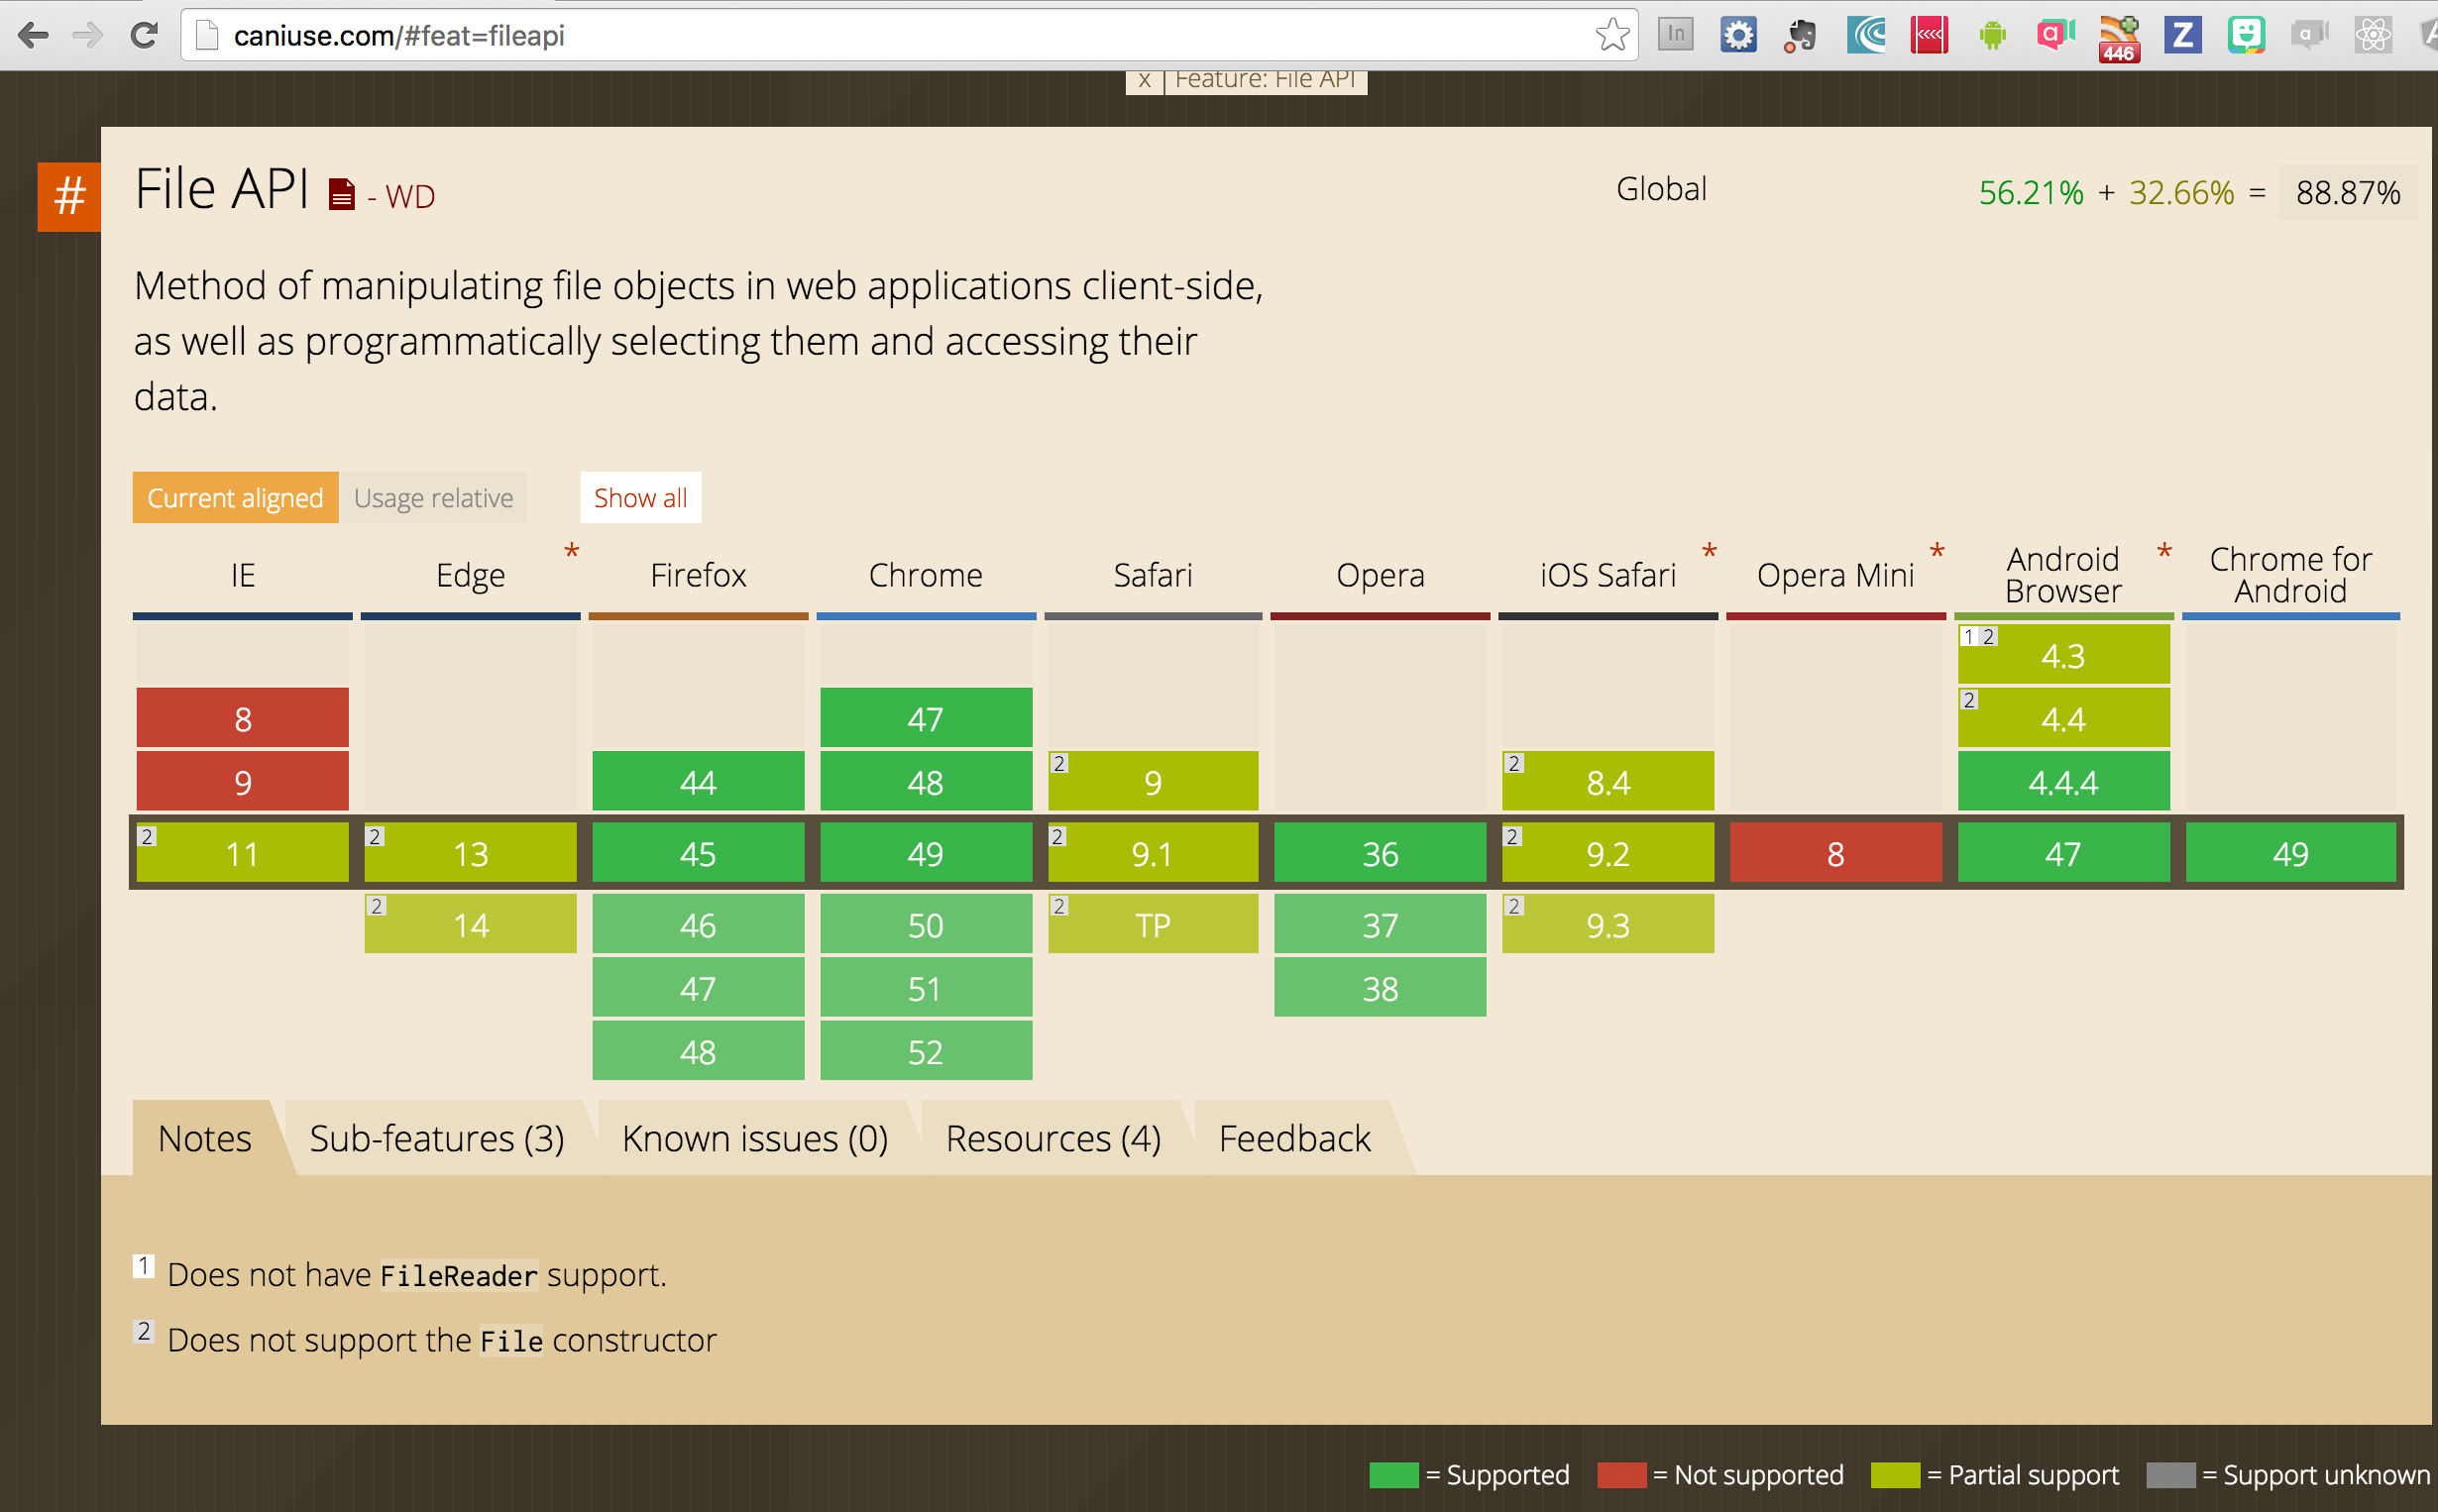 caniuse.com/#feat=fileapi
In
446
Z
x | Feature: File API
#
File API - WD
Global
56.21% + 32.66% = 88.87%
Method of manipulating file objects in web applications client-side,
as well as programmatically selecting them and accessing their
data.
Current aligned Usage relative Show all
IE Edge * Firefox Chrome Safari Opera iOS Safari * Opera Mini * Android Browser * Chrome for Android
1 2 4.3
8 47 2 4.4
9 44 48 2 9 2 8.4 4.4.4
2 11 2 13 45 49 2 9.1 36 2 9.2 8 47 49
2 14 46 50 2 TP 37 2 9.3
47 51 38
48 52
Notes Sub-features (3) Known issues (0) Resources (4) Feedback
1 Does not have FileReader support.
2 Does not support the File constructor
= Supported = Not supported = Partial support = Support unknown